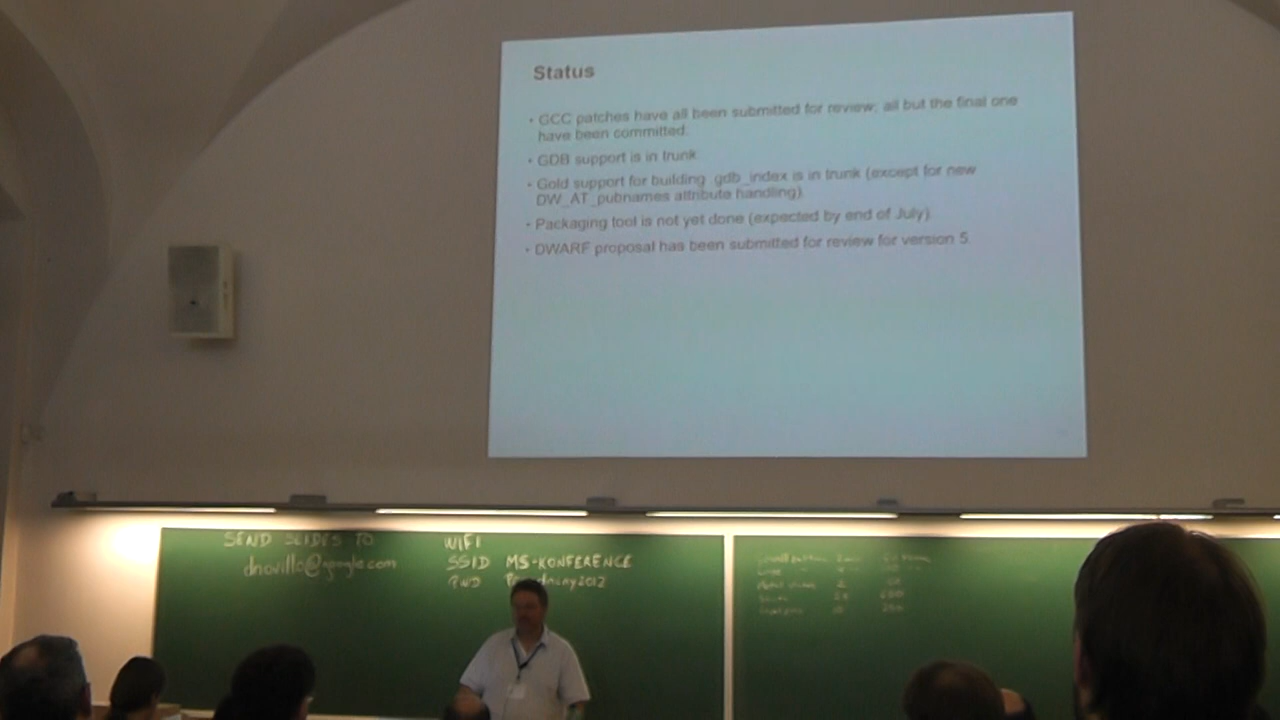 Status
• GCC patches have all been submitted for review; all but the final one
have been committed.
• GDB support is in trunk.
• Gold support for building .gdb_index is in trunk (except for new
DW_AT_pubnames attribute handling).
• Packaging tool is not yet done (expected by end of July).
• DWARF proposal has been submitted for review for version 5.
SEND SLIDES TO
dnovillo@google.com
WIFI
SSID MS-KONFERENCE
PWD